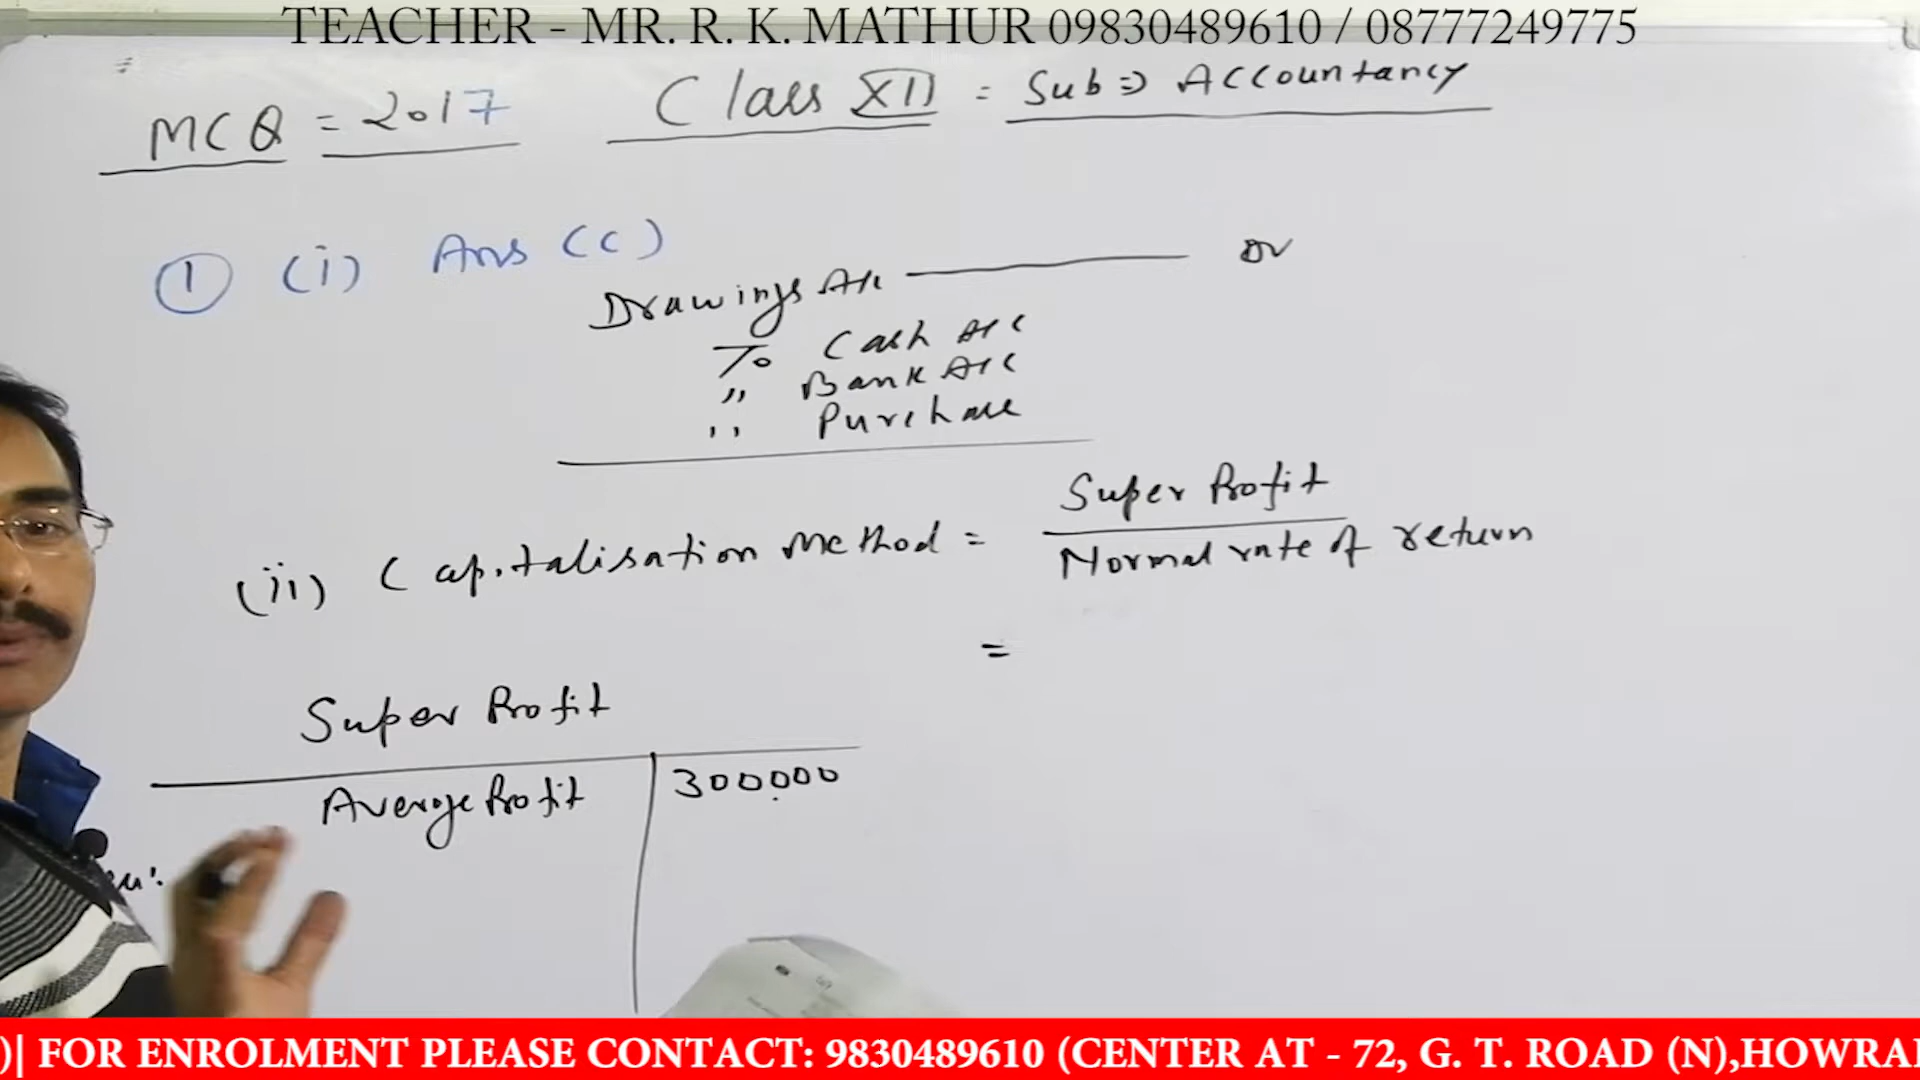 TEACHER - MR. R. K. MATHUR 09830489610 / 08777249775
MCQ = 2017 Class XII = Sub ⇒ Accountancy
① (i) Ans (c)
Drawings A/c ——— Dr
To Cash A/c
" Bank A/c
" Purchase
(ii) Capitalisation Method = Super Profit
Normal rate of return
=
Super Profit
Average Profit 300000
)| FOR ENROLMENT PLEASE CONTACT: 9830489610 (CENTER AT - 72, G. T. ROAD (N),HOWRAH